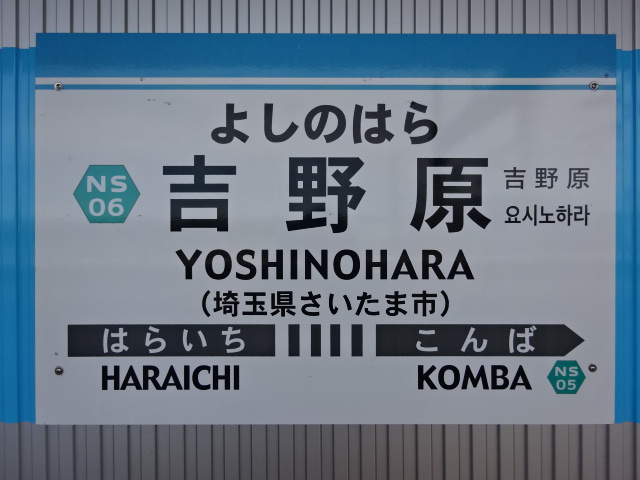 よしのはら
NS
06
吉野原
吉野原
요시노하라
YOSHINOHARA
(埼玉県さいたま市)
はらいち こんば
HARAICHI KOMBA
NS
05